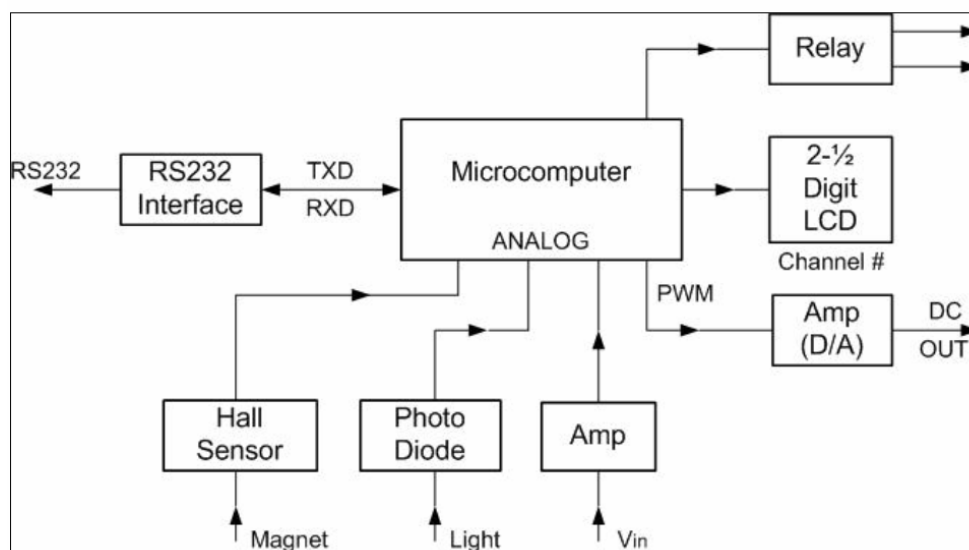 Relay
RS232
RS232
Interface
TXD
RXD
Microcomputer
ANALOG
2-½
Digit
LCD
Channel #
PWM
Amp
(D/A)
DC
OUT
Hall
Sensor
Photo
Diode
Amp
Magnet
Light
Vin